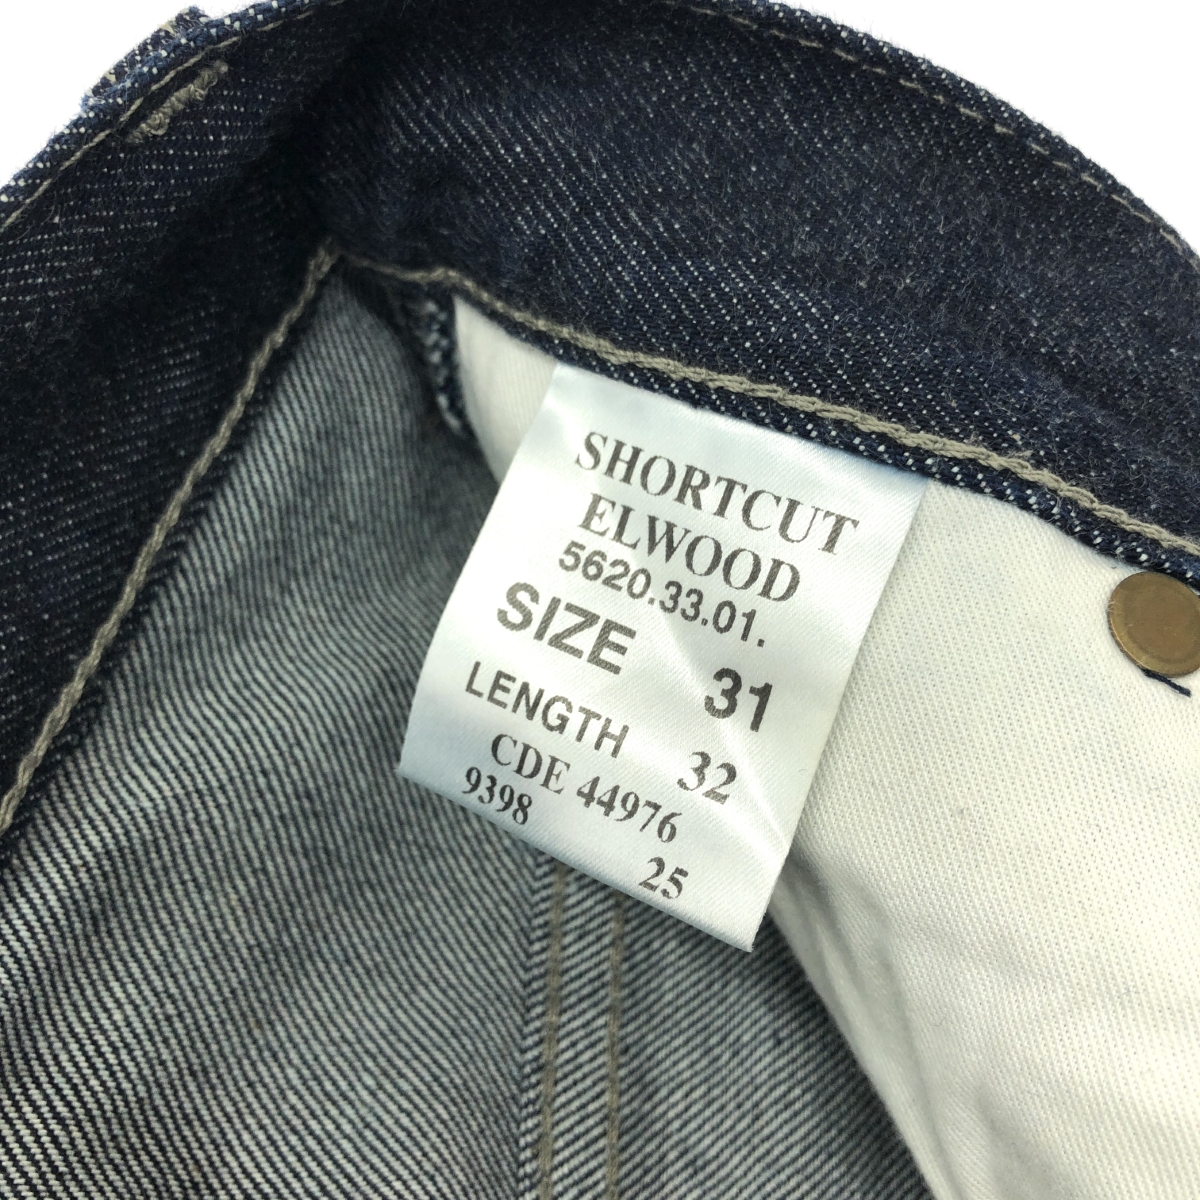 SHORTCUT
ELWOOD
5620.33.01.
SIZE 31
LENGTH 32
CDE 44976
9398 25